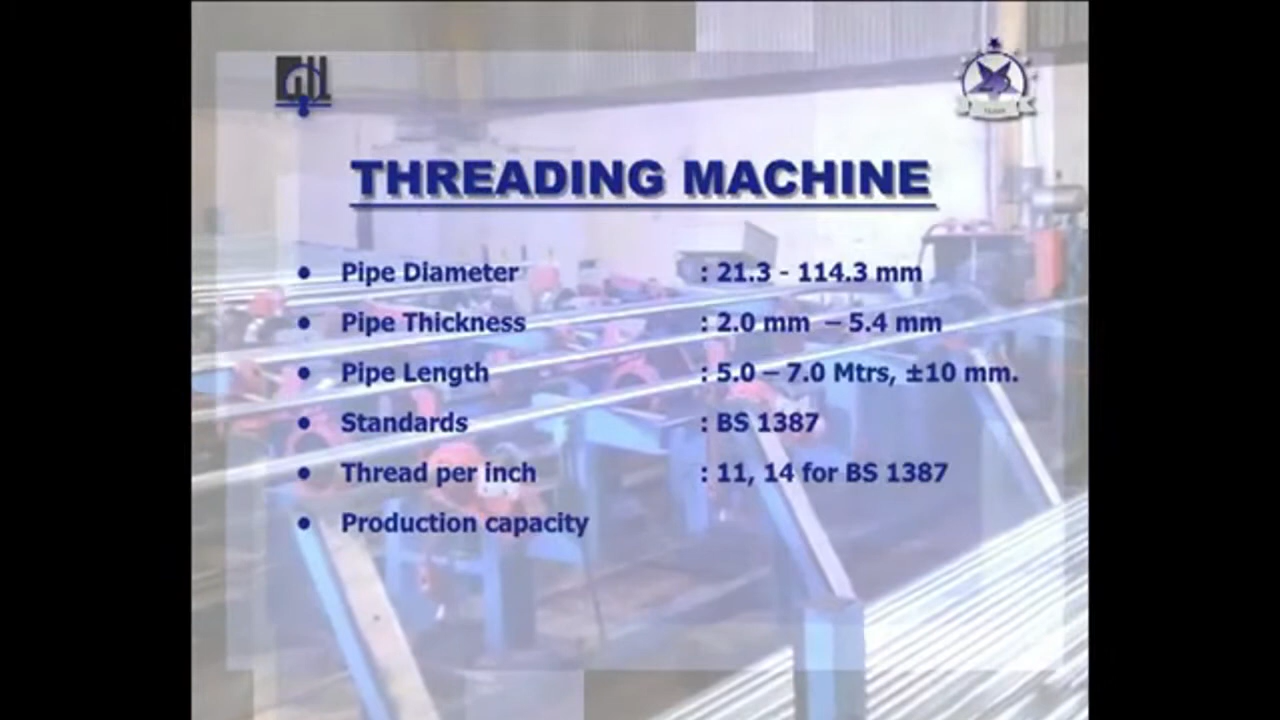 THREADING MACHINE
• Pipe Diameter : 21.3 - 114.3 mm
• Pipe Thickness : 2.0 mm – 5.4 mm
• Pipe Length : 5.0 – 7.0 Mtrs, ±10 mm.
• Standards : BS 1387
• Thread per inch : 11, 14 for BS 1387
• Production capacity